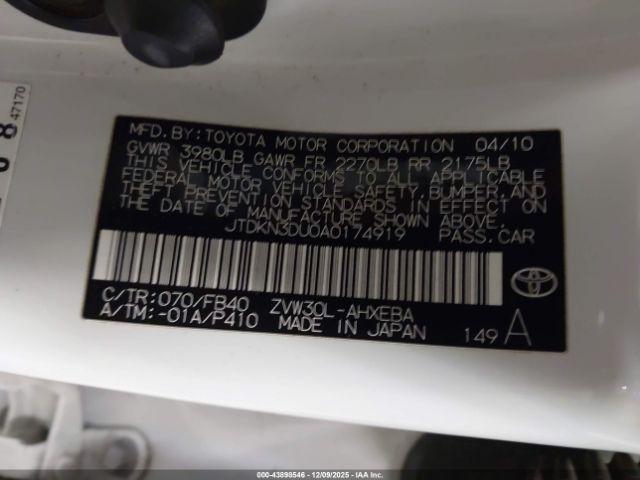 47170
MFD. BY: TOYOTA MOTOR CORPORATION 04/10
GVWR 3980LB GAWR FR 2270LB RR 2175LB
THIS VEHICLE CONFORMS TO ALL APPLICABLE
FEDERAL MOTOR VEHICLE SAFETY, BUMPER, AND
THEFT PREVENTION STANDARDS IN EFFECT ON
THE DATE OF MANUFACTURE SHOWN ABOVE.
JTDKN3DU0A0174919 PASS.CAR
C/TR:070/FB40 ZVW30L-AHXEBA
A/TM:-01A/P410 MADE IN JAPAN 149 A
000-43898546 | 12/09/2025 | IAA Inc.